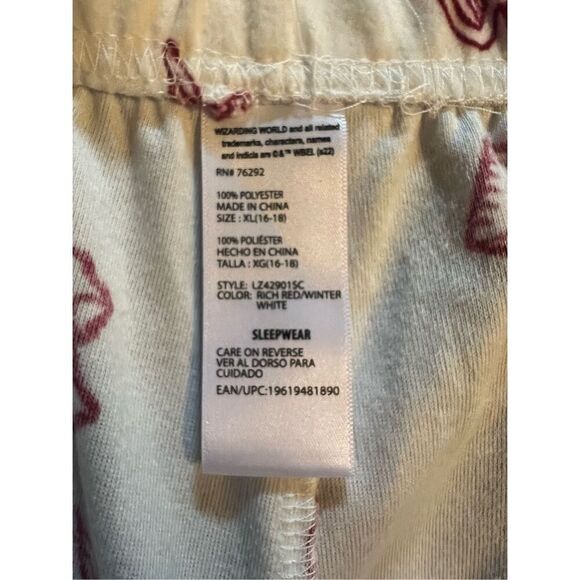 WIZARDING WORLD and all related
trademarks, characters, names
and indicia are © & ™ WBEI. (s22)
RN# 76292
100% POLYESTER
MADE IN CHINA
SIZE : XL(16-18)
100% POLIÉSTER
HECHO EN CHINA
TALLA : XG(16-18)
STYLE: LZ42901SC
COLOR: RICH RED/WINTER
WHITE
SLEEPWEAR
CARE ON REVERSE
VER AL DORSO PARA
CUIDADO
EAN/UPC:19619481890